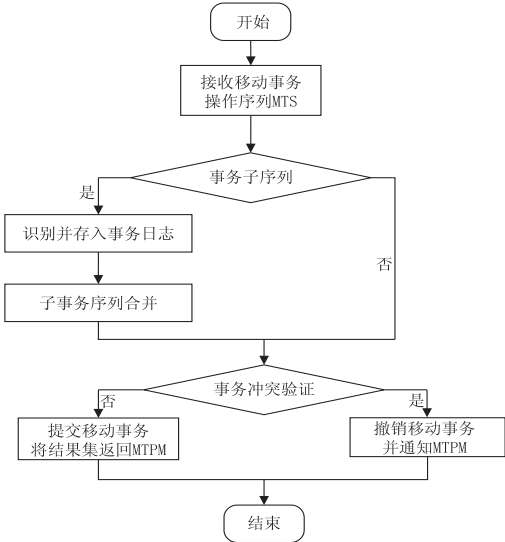 开始
接收移动事务
操作序列MTS
事务子序列
是
识别并存入事务日志
否
子事务序列合并
事务冲突验证
否
是
提交移动事务
将结果集返回MTPM
撤销移动事务
并通知MTPM
结束